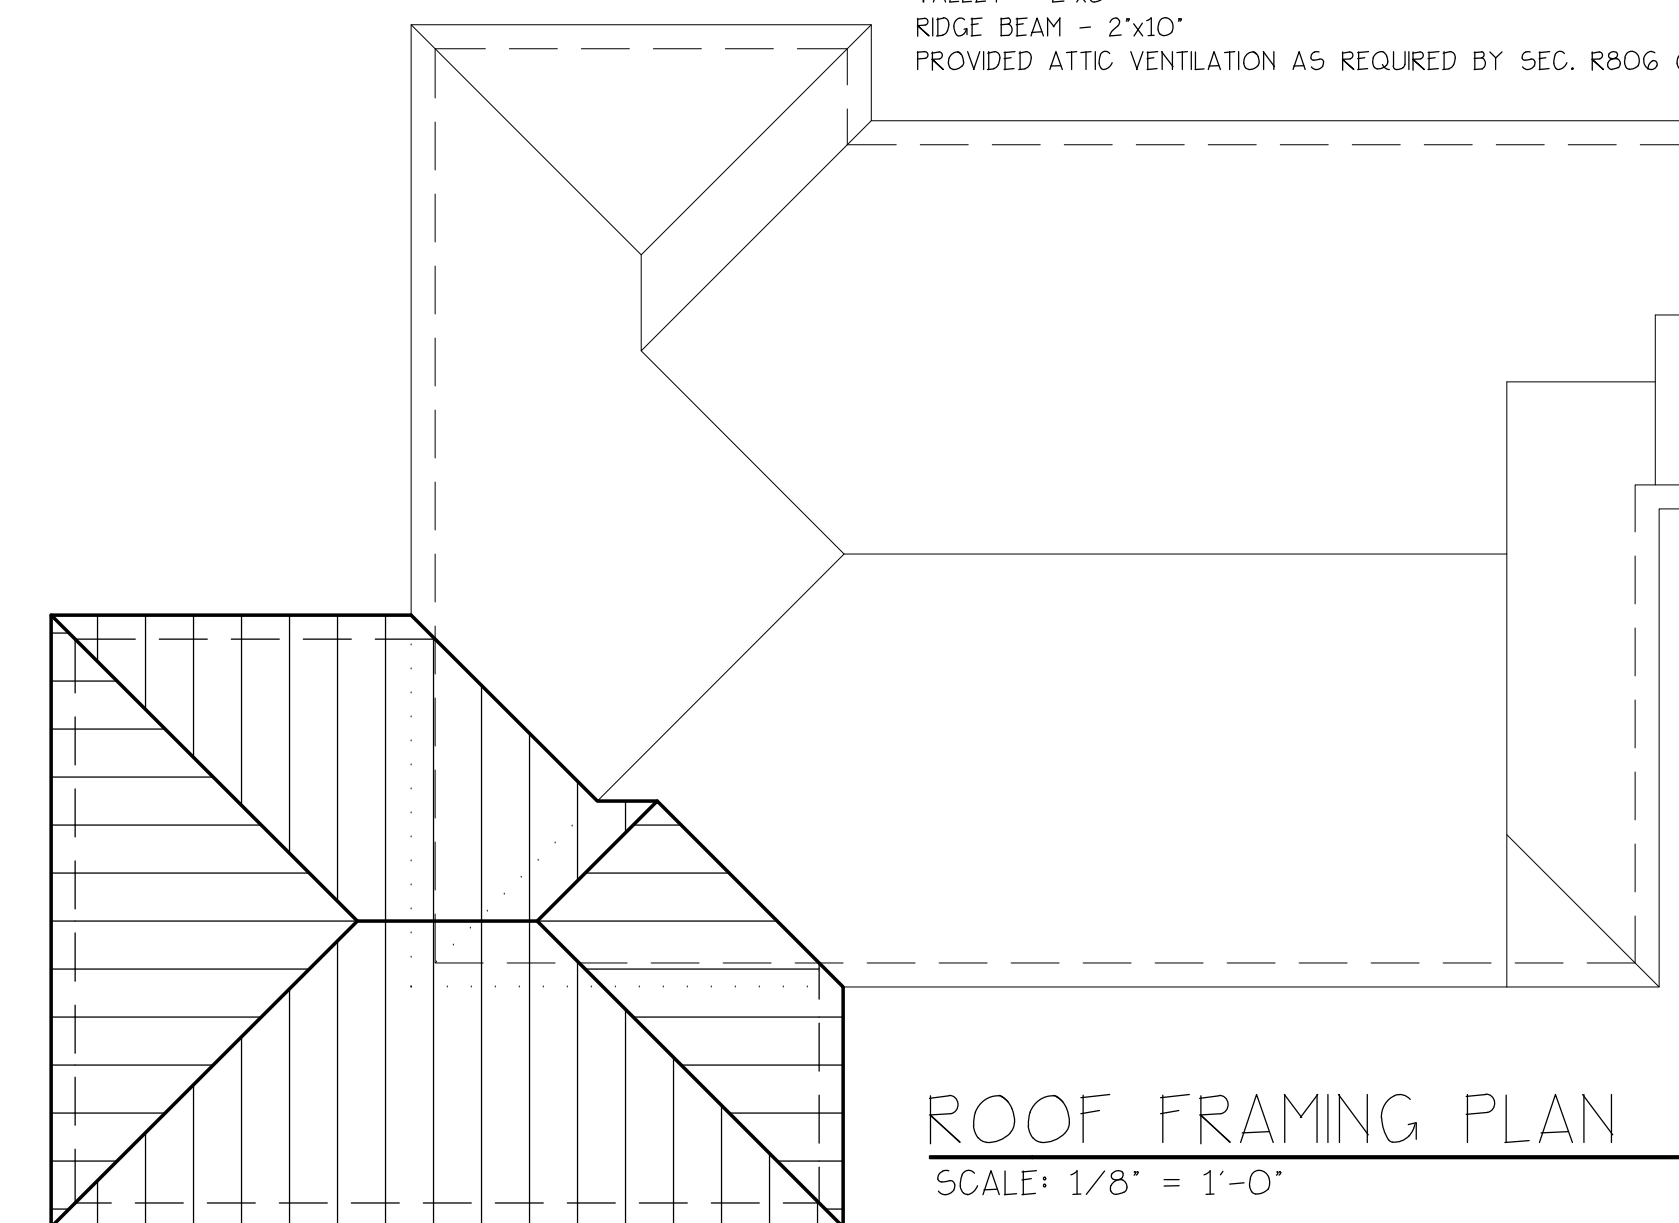 RIDGE BEAM - 2"x10"
PROVIDED ATTIC VENTILATION AS REQUIRED BY SEC. R806
ROOF FRAMING PLAN
SCALE: 1/8" = 1'-0"